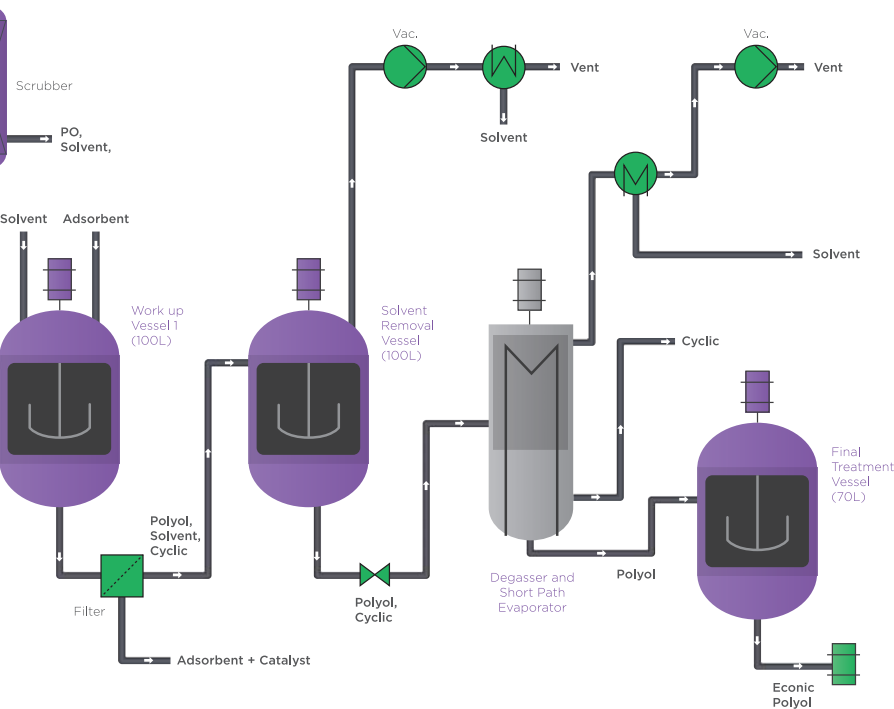 Vac.
Vac.
Vent
Vent
Scrubber
PO,
Solvent,
Solvent
Solvent
Adsorbent
Solvent
Work up
Vessel 1
(100L)
Solvent
Removal
Vessel
(100L)
Cyclic
Final
Treatment
Vessel
(70L)
Polyol,
Solvent,
Cyclic
Filter
Polyol,
Cyclic
Degasser and
Short Path
Evaporator
Polyol
Adsorbent + Catalyst
Econic
Polyol